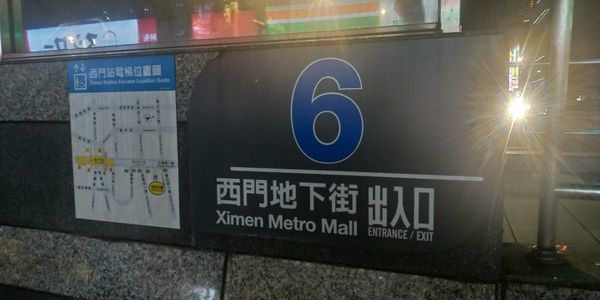 西門站電梯位置圖
Ximen Station Elevator Location Guide
6
西門地下街 出入口
Ximen Metro Mall ENTRANCE / EXIT